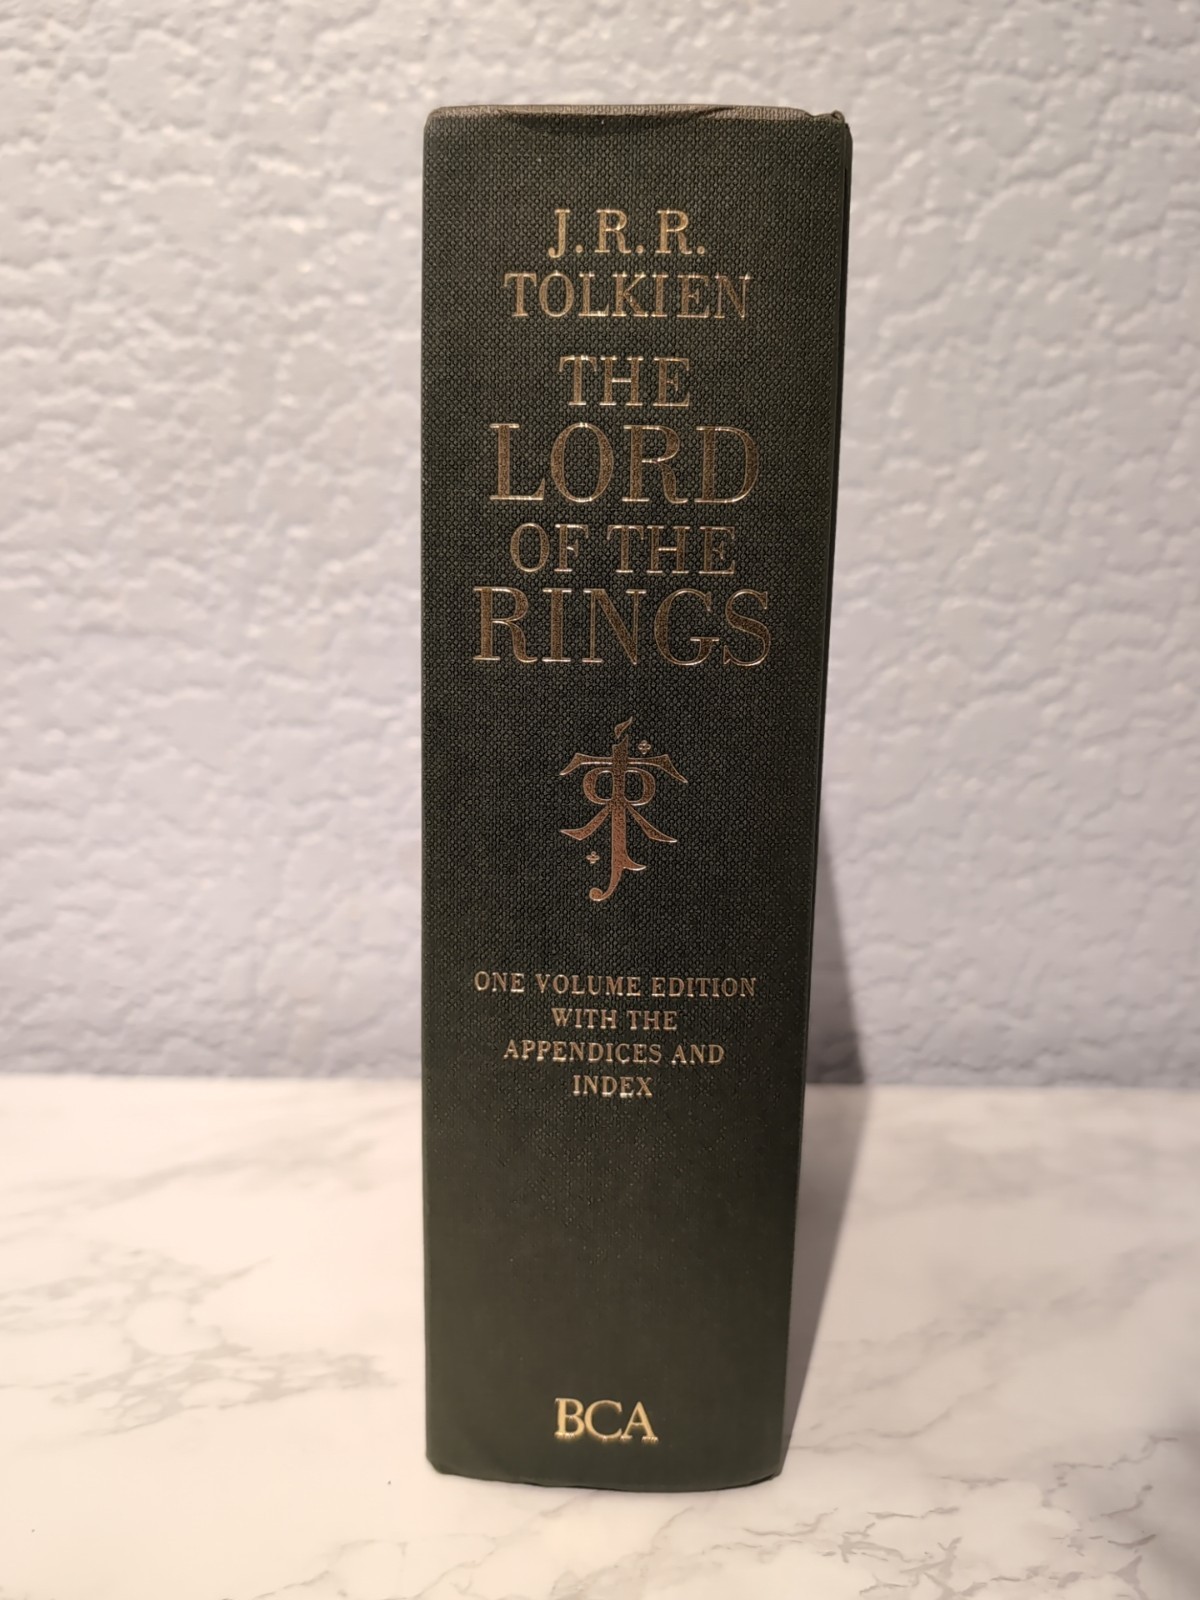 J.R.R.
TOLKIEN
THE
LORD
OF THE
RINGS
ONE VOLUME EDITION
WITH THE
APPENDICES AND
INDEX
BCA